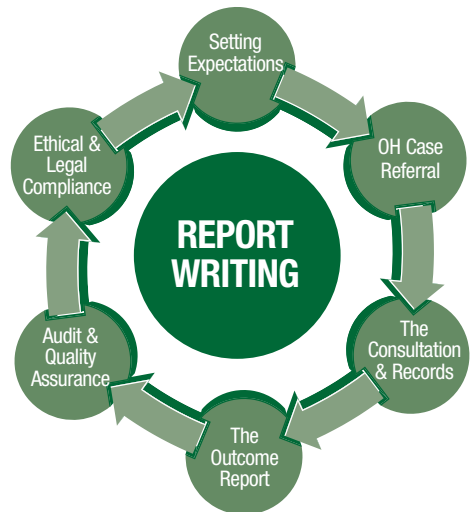 Setting
Expectations
OH Case
Referral
The
Consultation
& Records
The
Outcome
Report
Audit &
Quality
Assurance
Ethical &
Legal
Compliance
REPORT
WRITING